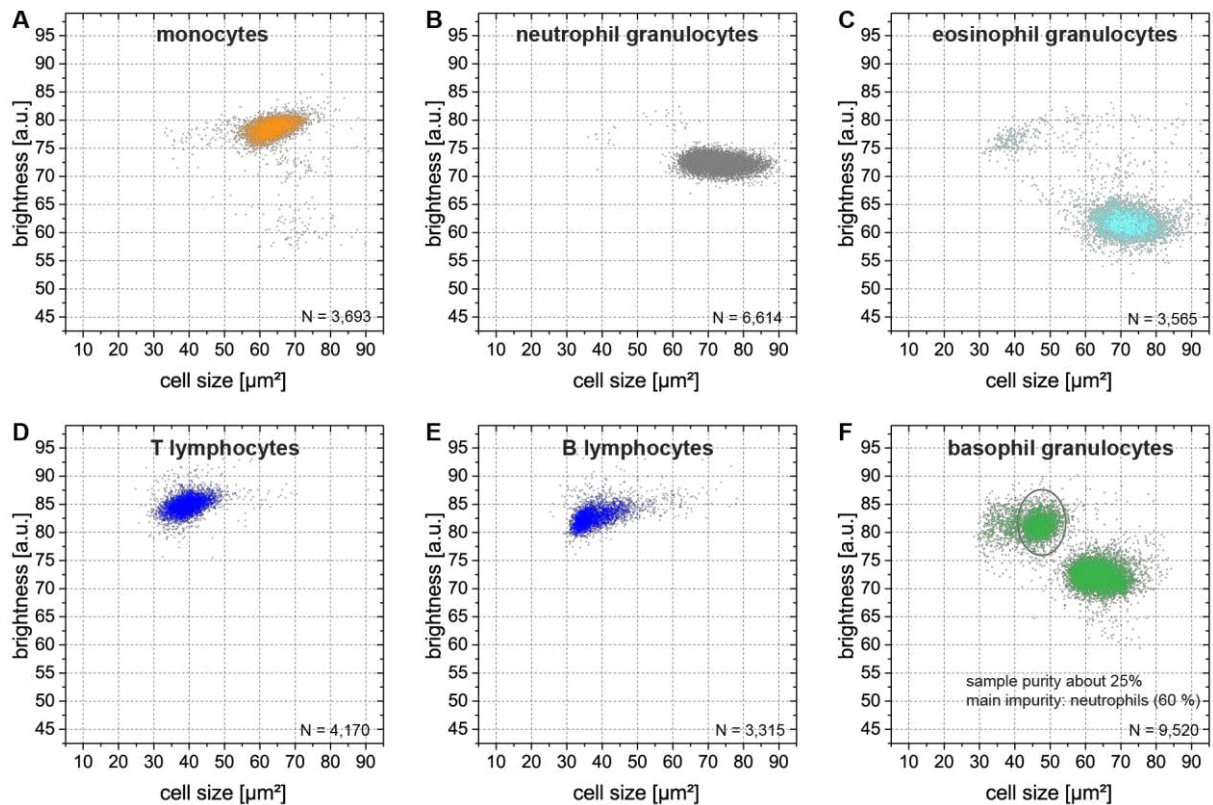 A
monocytes
95
90
85
80
75
70
65
60
55
50
45
brightness [a.u.]
N = 3,693
10 20 30 40 50 60 70 80 90
cell size [µm²]
B
neutrophil granulocytes
95
90
85
80
75
70
65
60
55
50
45
brightness [a.u.]
N = 6,614
10 20 30 40 50 60 70 80 90
cell size [µm²]
C
eosinophil granulocytes
95
90
85
80
75
70
65
60
55
50
45
brightness [a.u.]
N = 3,565
10 20 30 40 50 60 70 80 90
cell size [µm²]
D
T lymphocytes
95
90
85
80
75
70
65
60
55
50
45
brightness [a.u.]
N = 4,170
10 20 30 40 50 60 70 80 90
cell size [µm²]
E
B lymphocytes
95
90
85
80
75
70
65
60
55
50
45
brightness [a.u.]
N = 3,315
10 20 30 40 50 60 70 80 90
cell size [µm²]
F
basophil granulocytes
95
90
85
80
75
70
65
60
55
50
45
brightness [a.u.]
sample purity about 25%
main impurity: neutrophils (60 %)
N = 9,520
10 20 30 40 50 60 70 80 90
cell size [µm²]